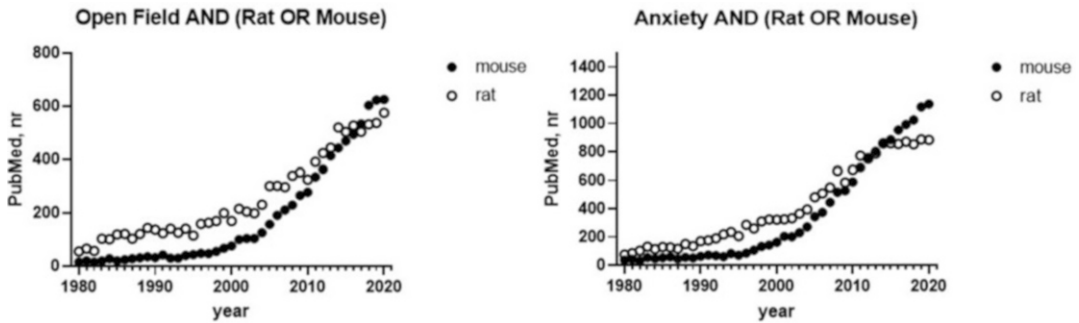 Open Field AND (Rat OR Mouse)
800
600
400
200
0
PubMed, nr
1980
1990
2000
2010
2020
year
mouse
rat
Anxiety AND (Rat OR Mouse)
1400
1200
1000
800
600
400
200
0
PubMed, nr
1980
1990
2000
2010
2020
year
mouse
rat